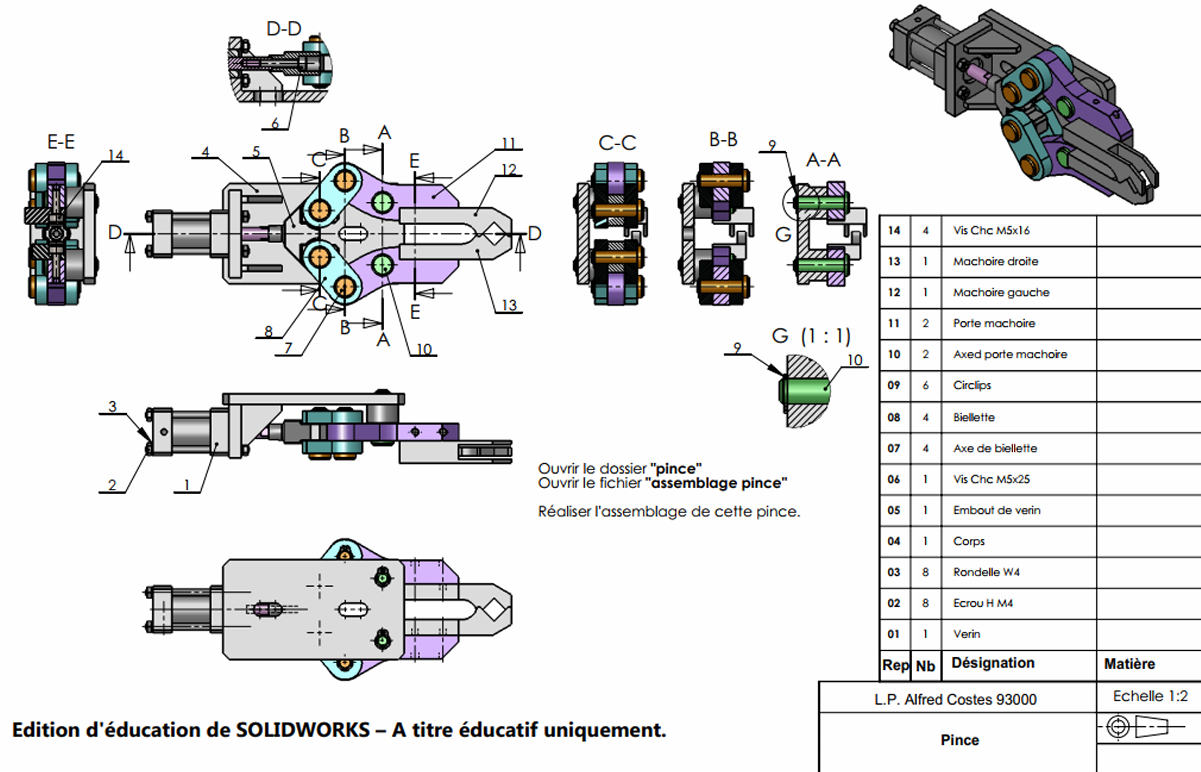 D-D
6
E-E
14
4
5
C
B
A
E
11
12
D
D
C
B
A
E
8
7
10
13
C-C
B-B
9
A-A
G
G (1 : 1)
9
10
3
2
1
Ouvrir le dossier "pince"
Ouvrir le fichier "assemblage pince"
Réaliser l'assemblage de cette pince.
14 4 Vis Chc M5x16
13 1 Machoire droite
12 1 Machoire gauche
11 2 Porte machoire
10 2 Axed porte machoire
09 6 Circlips
08 4 Biellette
07 4 Axe de biellette
06 1 Vis Chc M5x25
05 1 Embout de verin
04 1 Corps
03 8 Rondelle W4
02 8 Ecrou H M4
01 1 Verin
Rep Nb Désignation Matière
L.P. Alfred Costes 93000 Echelle 1:2
Pince
Edition d'éducation de SOLIDWORKS – A titre éducatif uniquement.